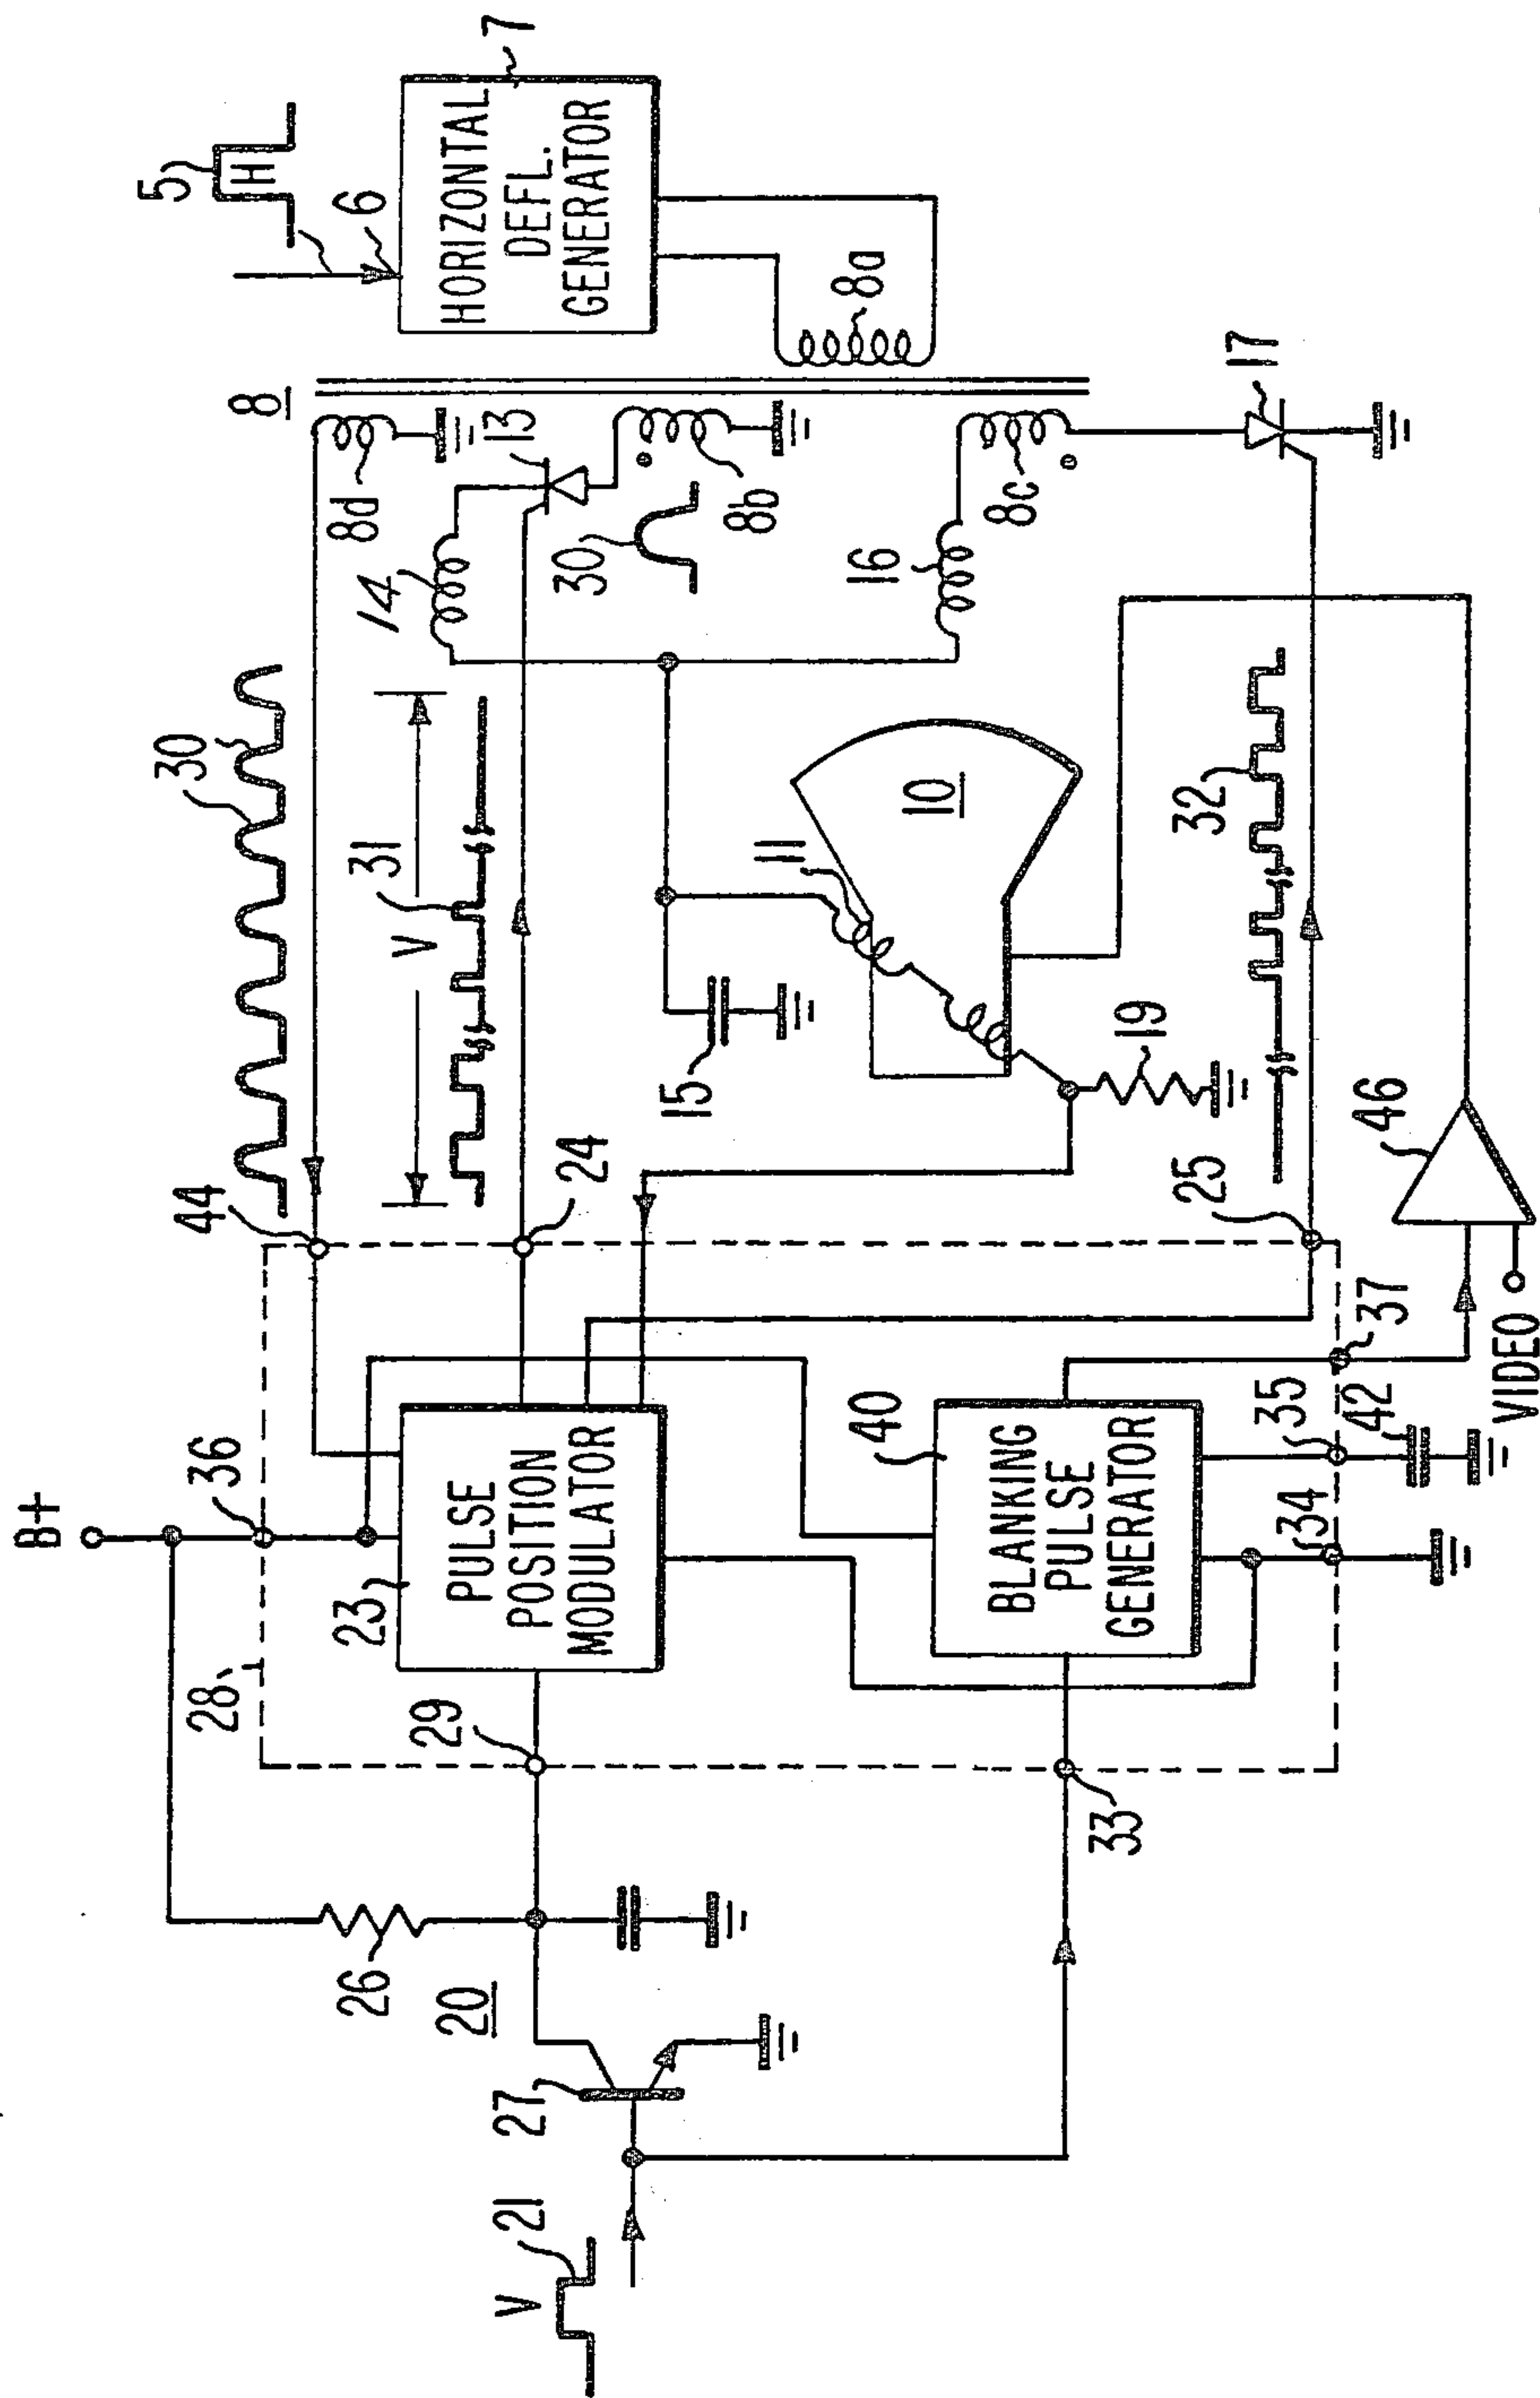 B+
36
28
23
PULSE
POSITION
MODULATOR
29
26
20
27
V
21
44
30
V
31
24
8
8d
13
14
30
8b
5
H
6
7
HORIZONTAL
DEFL.
GENERATOR
8a
8c
16
17
11
10
15
19
32
25
33
40
BLANKING
PULSE
GENERATOR
34
35
42
37
46
VIDEO